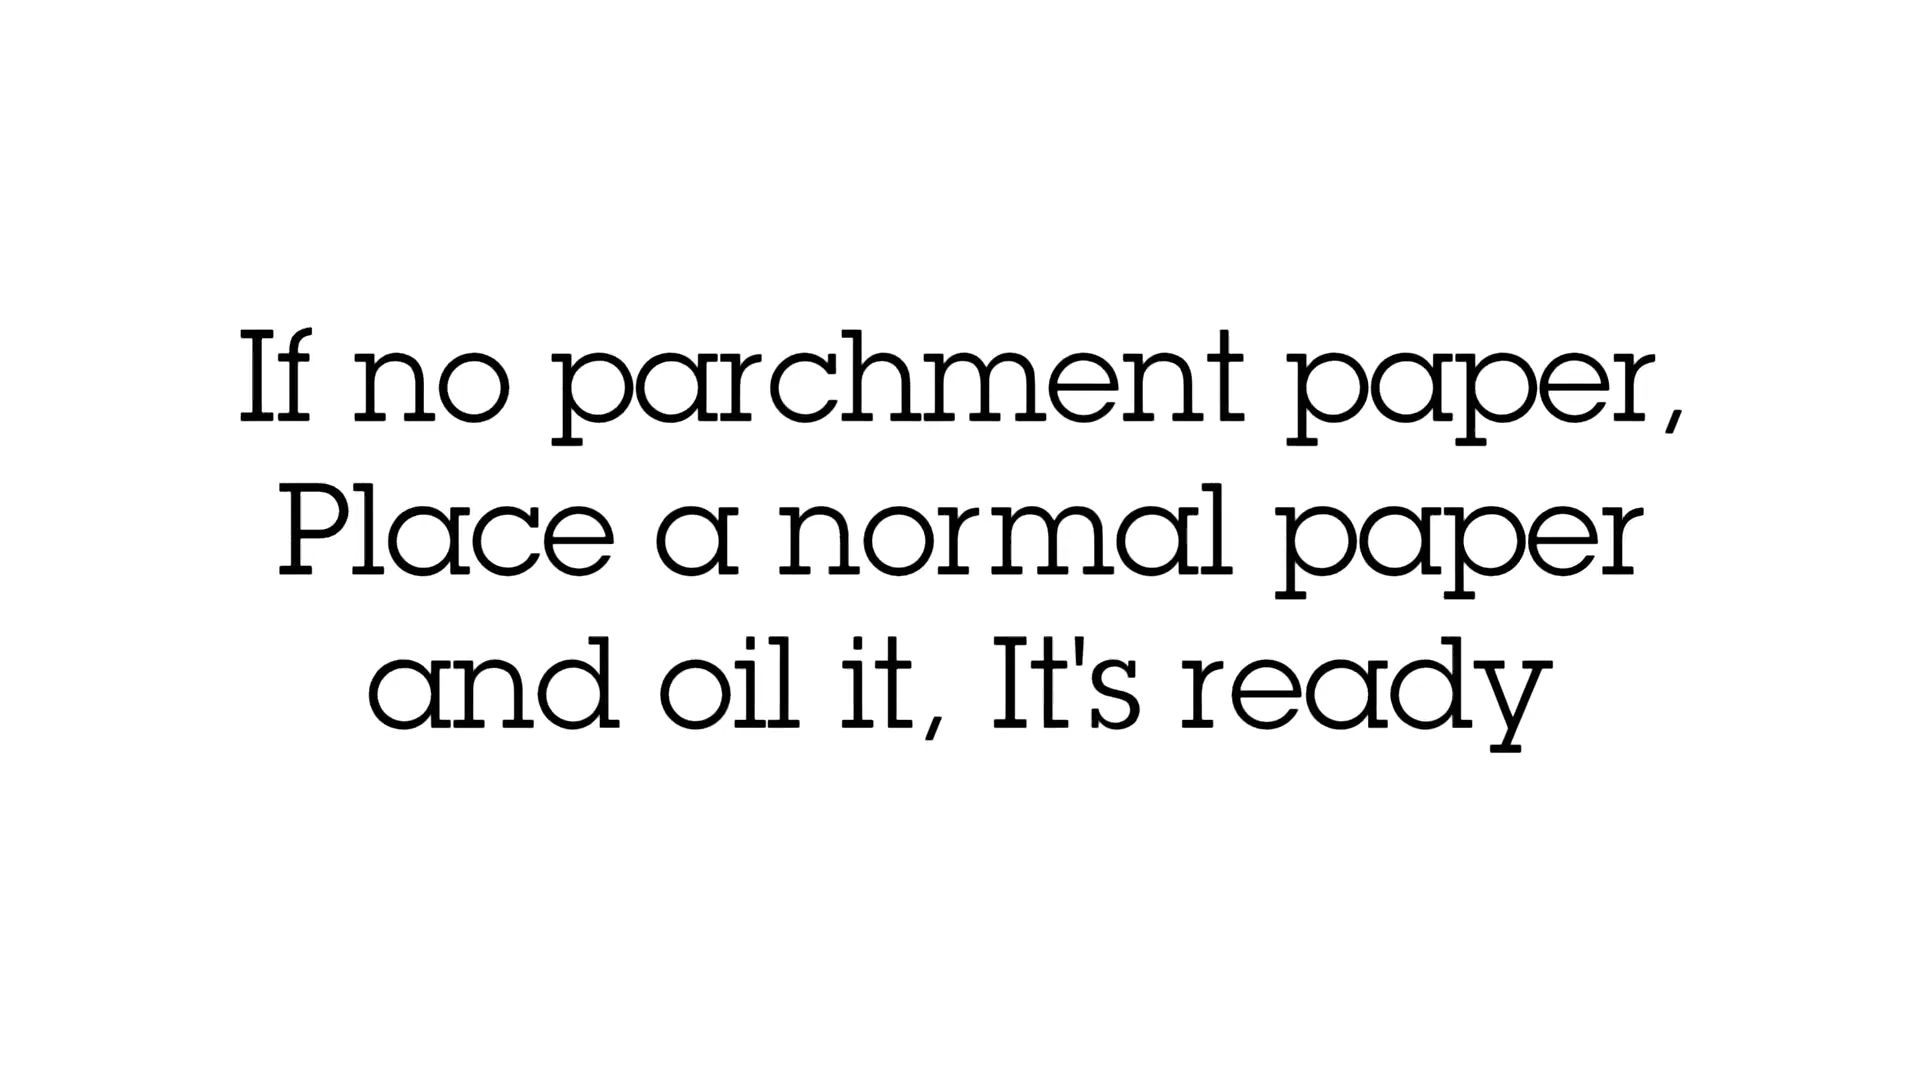 If no parchment paper,
Place a normal paper
and oil it, It's ready